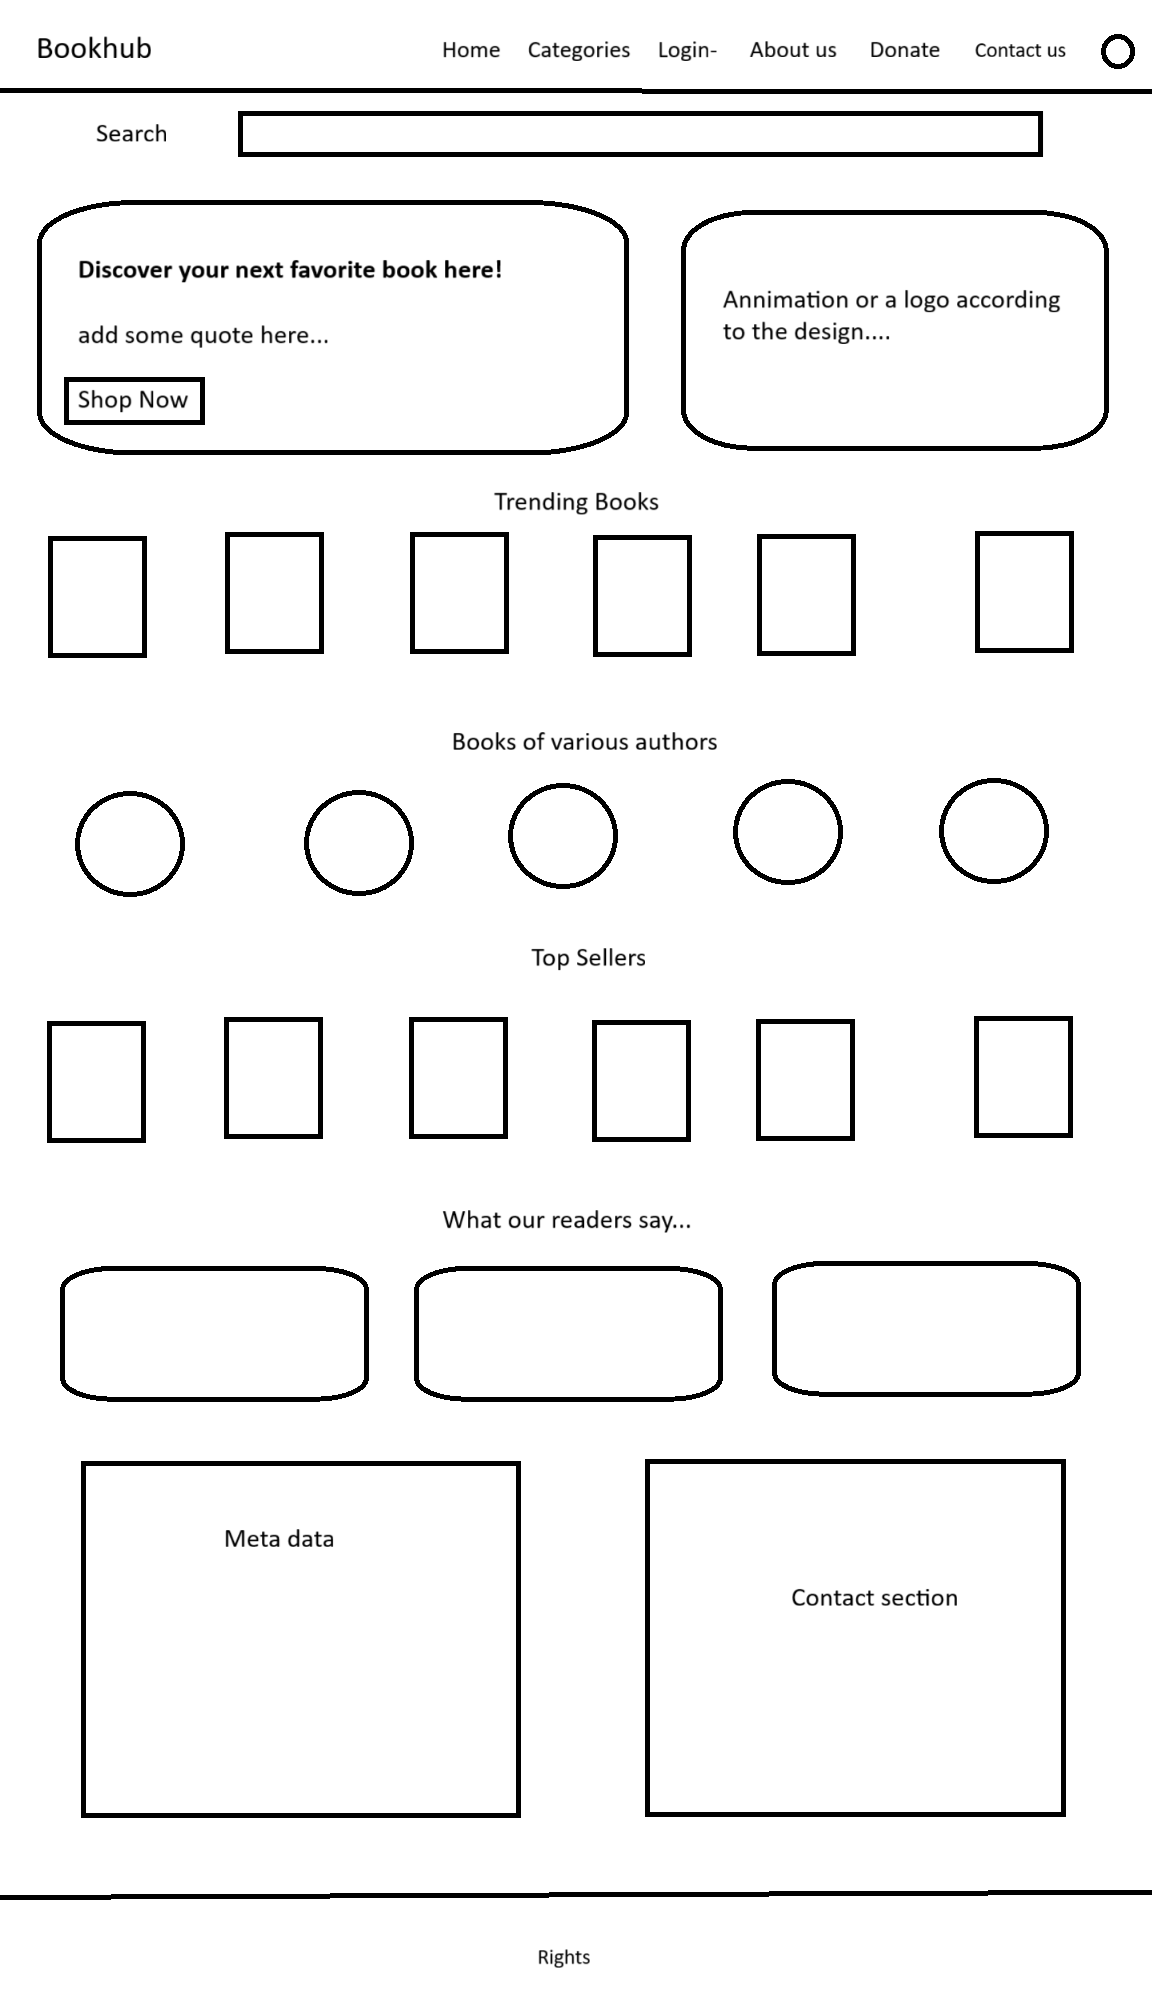 Bookhub
Home Categories Login- About us Donate Contact us
Search
Discover your next favorite book here!
add some quote here...
Shop Now
Annimation or a logo according
to the design....
Trending Books
Books of various authors
Top Sellers
What our readers say...
Meta data
Contact section
Rights